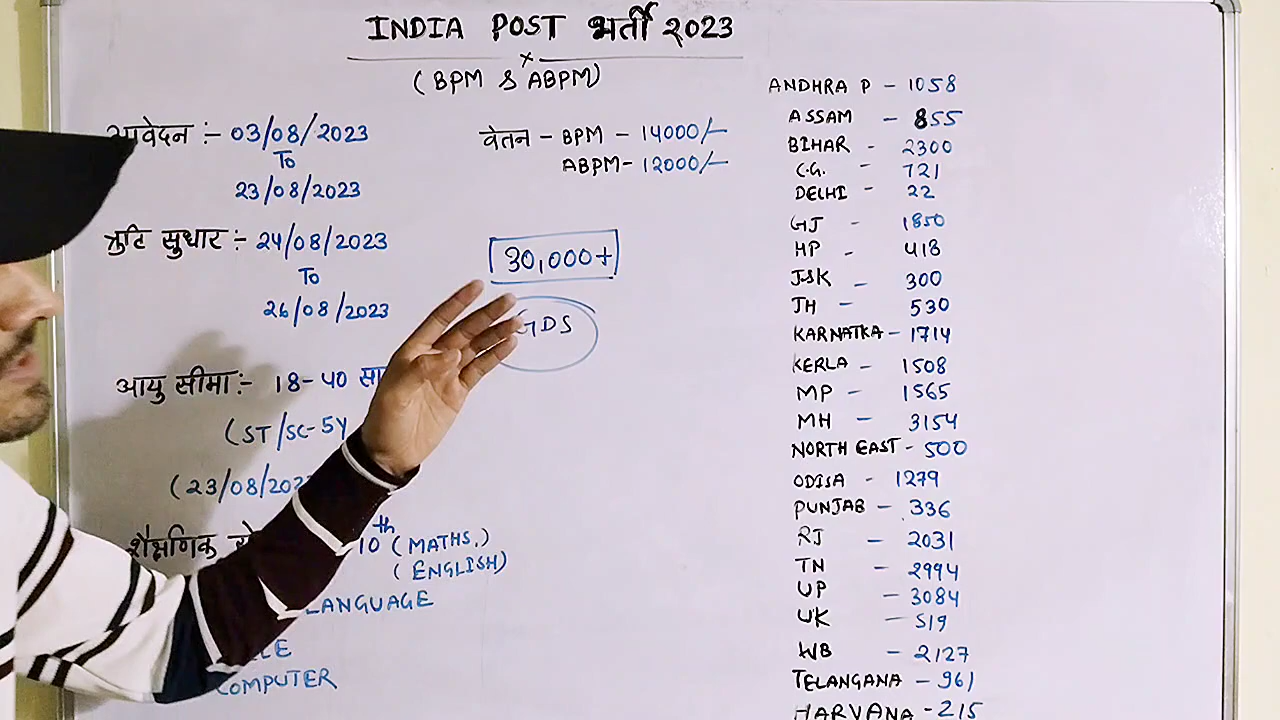 INDIA POST भर्ती 2023
(BPM & ABPM)
आवेदन :- 03/08/2023
To
23/08/2023
त्रुटि सुधार :- 24/08/2023
To
26/08/2023
आयु सीमा :- 18-40
(ST/SC-5Y
(23/08/202
शैक्षणिक
10th (MATHS,)
(ENGLISH)
LANGUAGE
COMPUTER
वेतन - BPM - 14000/-
ABPM- 12000/-
30,000+
GDS
ANDHRA P - 1058
ASSAM - 855
BIHAR - 2300
C.G. - 721
DELHI - 22
GJ - 1850
HP - 418
J&K - 300
JH - 530
KARNATKA - 1714
KERLA - 1508
MP - 1565
MH - 3154
NORTH EAST - 500
ODISA - 1279
PUNJAB - 336
RJ - 2031
TN - 2994
UP - 3084
UK - 519
WB - 2127
TELANGANA - 961
HARYANA - 215